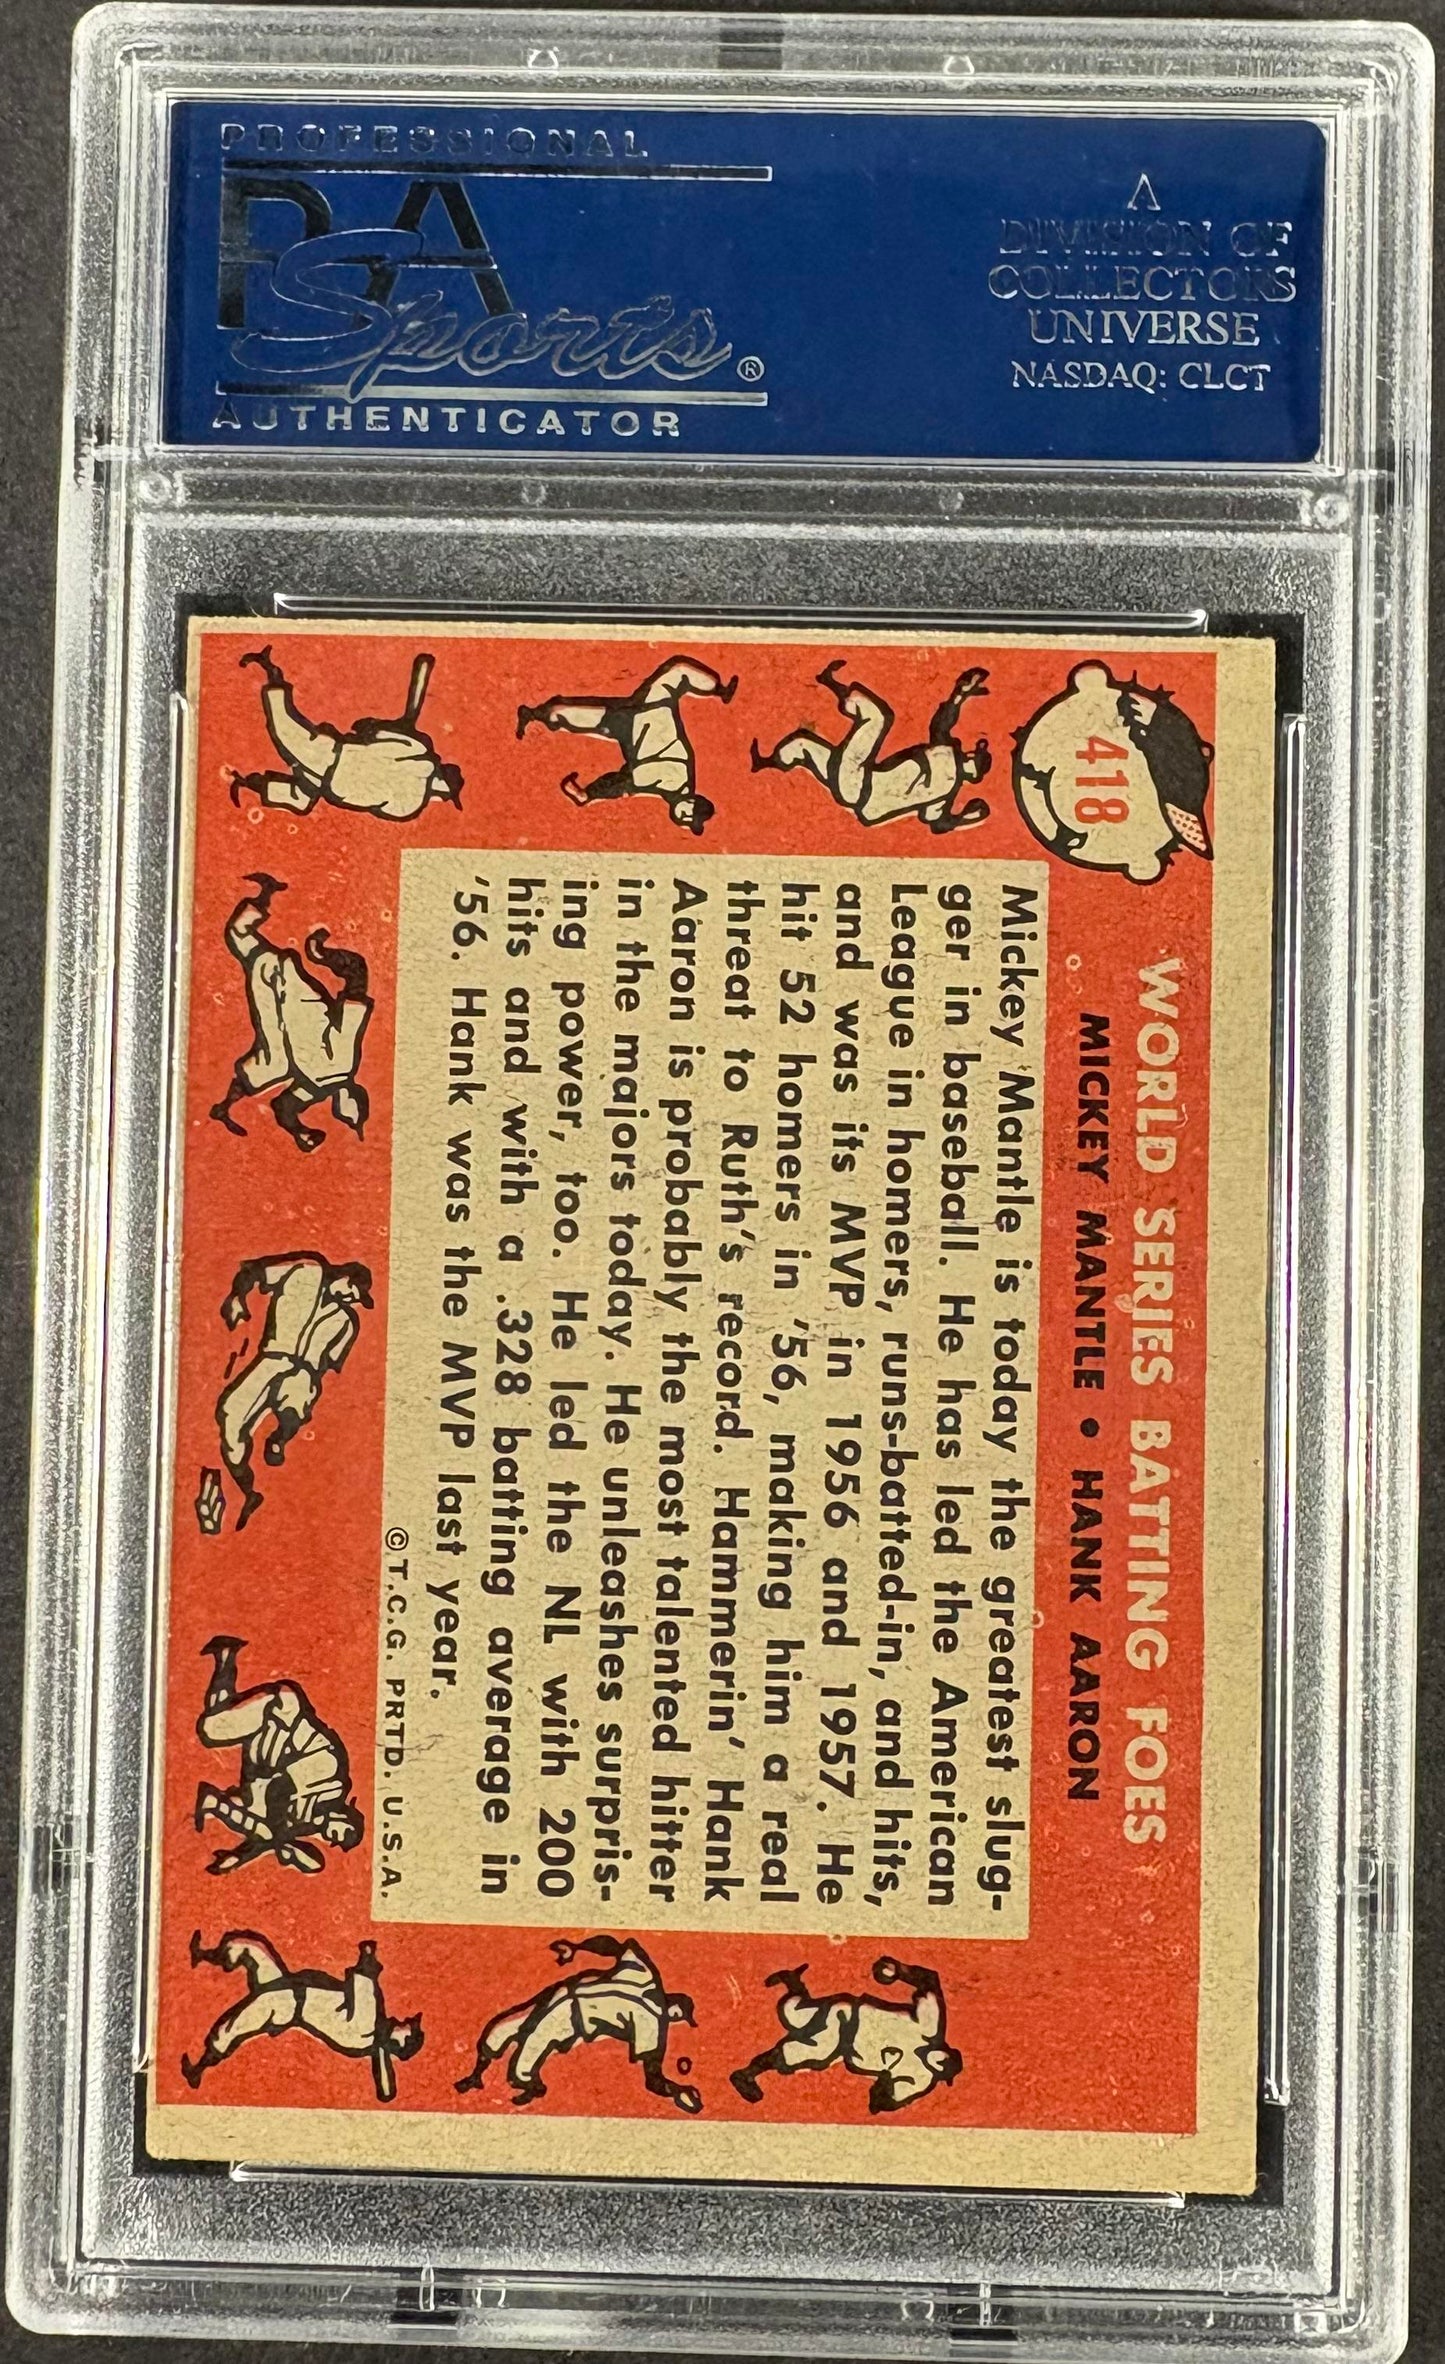 PROFESSIONAL
PSA
Sports®
AUTHENTICATOR
A
DIVISION OF
COLLECTORS
UNIVERSE
NASDAQ: CLCT
418
WORLD SERIES BATTING FOES
MICKEY MANTLE • HANK AARON
Mickey Mantle is today the greatest slug-
ger in baseball. He has led the American
League in homers, runs-batted-in, and hits,
and was its MVP in 1956 and 1957. He
hit 52 homers in '56, making him a real
threat to Ruth's record. Hammerin' Hank
Aaron is probably the most talented hitter
in the majors today. He unleashes surpris-
ing power, too. He led the NL with 200
hits and with a .328 batting average in
'56. Hank was the MVP last year.
©T.C.G. PRTD. U.S.A.